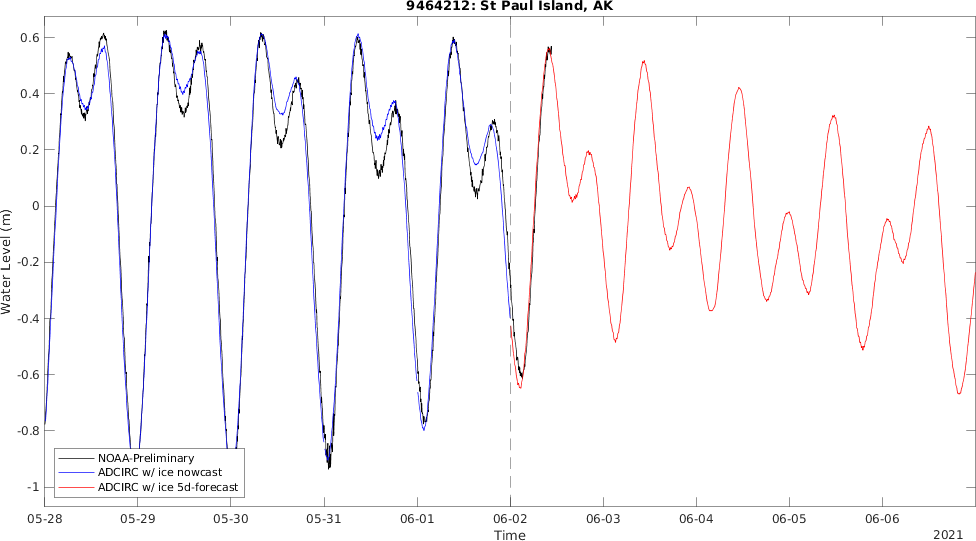 9464212: St Paul Island, AK
Water Level (m)
0.6
0.4
0.2
0
-0.2
-0.4
-0.6
-0.8
-1
NOAA-Preliminary
ADCIRC w/ ice nowcast
ADCIRC w/ ice 5d-forecast
05-28 05-29 05-30 05-31 06-01 06-02 06-03 06-04 06-05 06-06
Time
2021